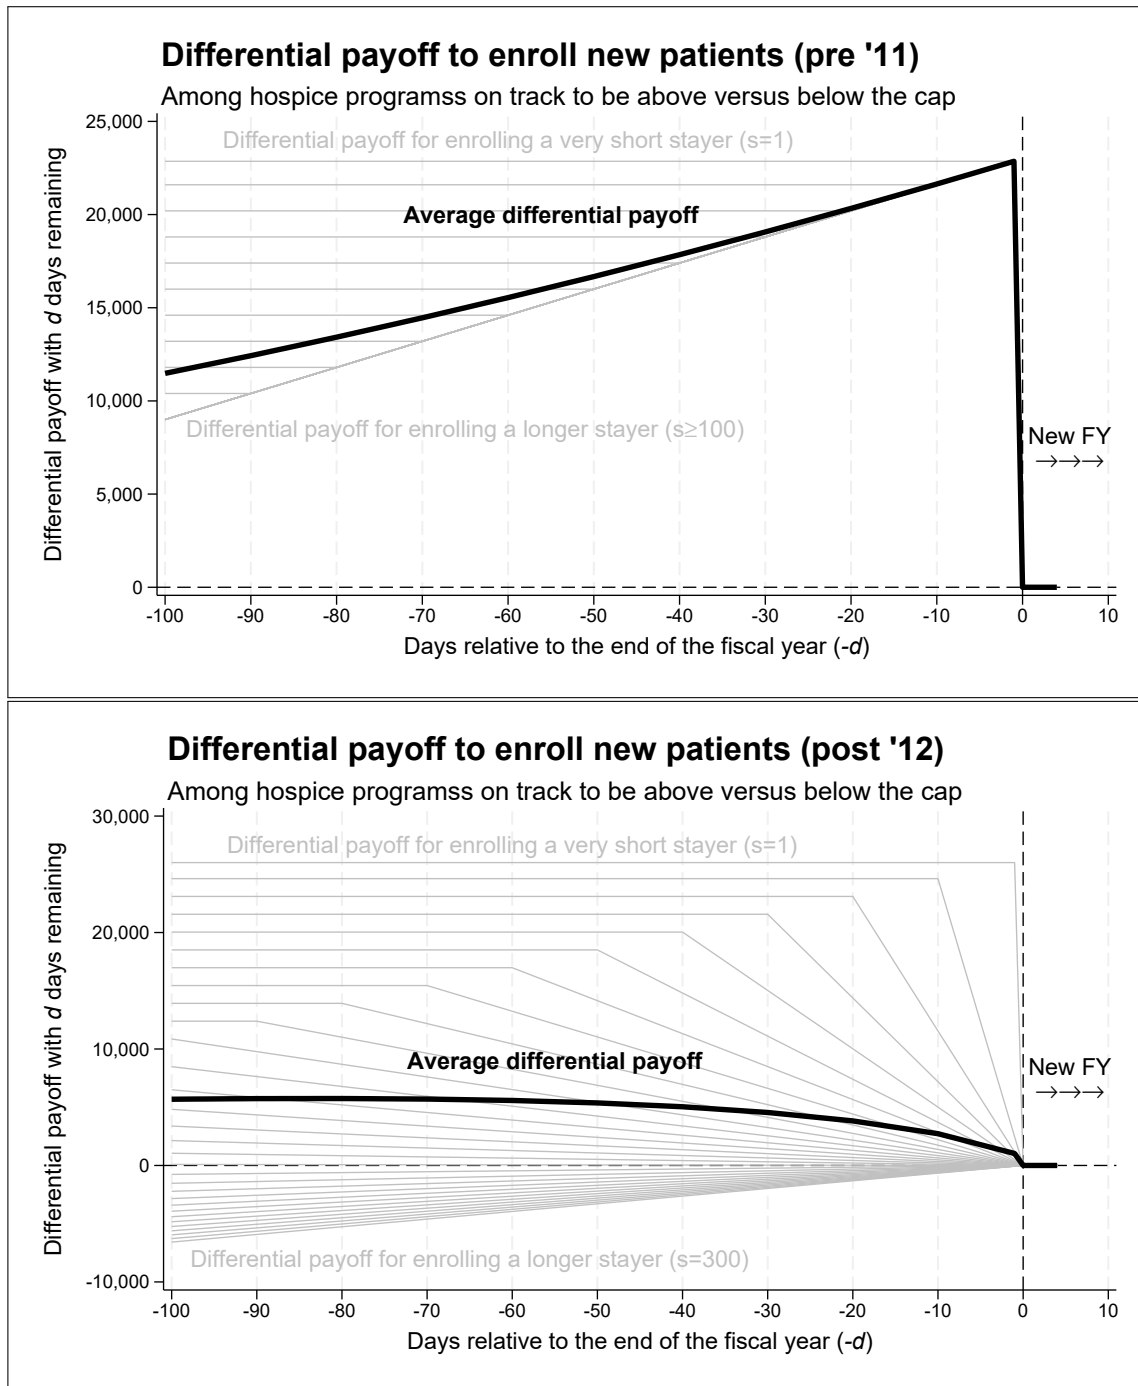 Differential payoff to enroll new patients (pre '11)
Among hospice programss on track to be above versus below the cap
Differential payoff with d days remaining
25,000
20,000
15,000
10,000
5,000
0
Differential payoff for enrolling a very short stayer (s=1)
Average differential payoff
Differential payoff for enrolling a longer stayer (s≥100)
New FY
→→→
-100 -90 -80 -70 -60 -50 -40 -30 -20 -10 0 10
Days relative to the end of the fiscal year (-d)
Differential payoff to enroll new patients (post '12)
Among hospice programss on track to be above versus below the cap
Differential payoff with d days remaining
30,000
20,000
10,000
0
-10,000
Differential payoff for enrolling a very short stayer (s=1)
Average differential payoff
New FY
→→→
Differential payoff for enrolling a longer stayer (s=300)
-100 -90 -80 -70 -60 -50 -40 -30 -20 -10 0 10
Days relative to the end of the fiscal year (-d)